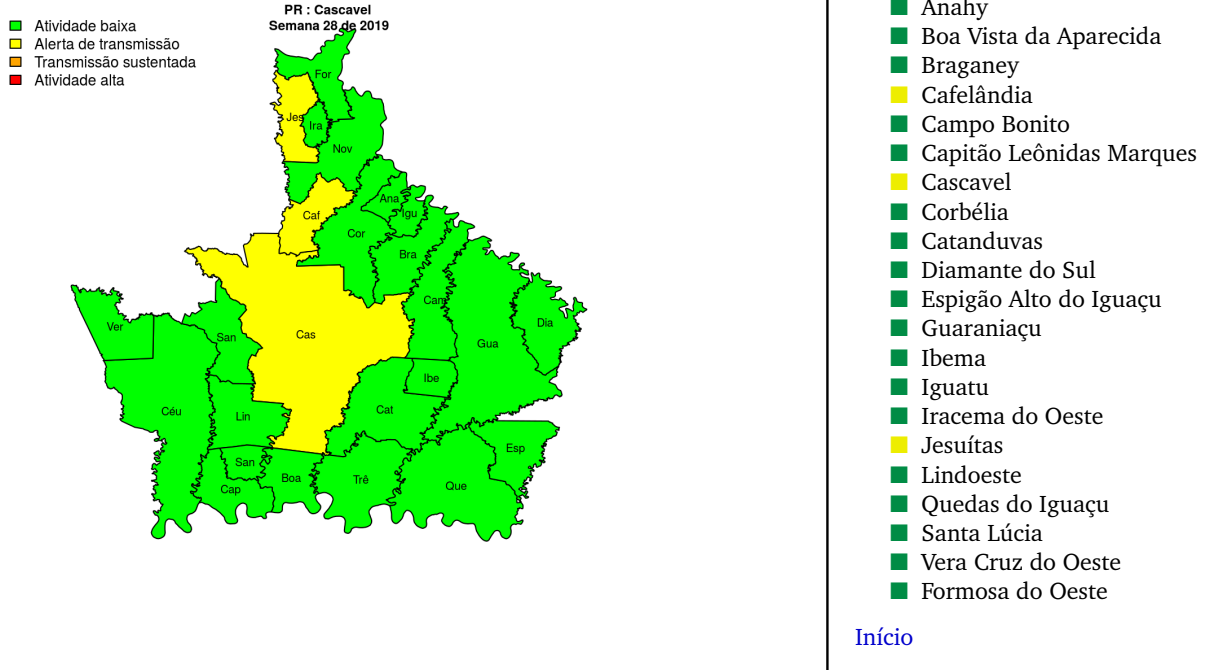 PR : Cascavel
Semana 28 de 2019
Atividade baixa
Alerta de transmissão
Transmissão sustentada
Atividade alta
For
Jes
Ira
Nov
Ana
Caf
Igu
Cor
Bra
Cam
Ver
Dia
San
Cas
Gua
Ibe
Céu
Cat
Lin
Esp
San
Boa
Trê
Que
Cap
Anahy
Boa Vista da Aparecida
Braganey
Cafelândia
Campo Bonito
Capitão Leônidas Marques
Cascavel
Corbélia
Catanduvas
Diamante do Sul
Espigão Alto do Iguaçu
Guaraniaçu
Ibema
Iguatu
Iracema do Oeste
Jesuítas
Lindoeste
Quedas do Iguaçu
Santa Lúcia
Vera Cruz do Oeste
Formosa do Oeste
Início